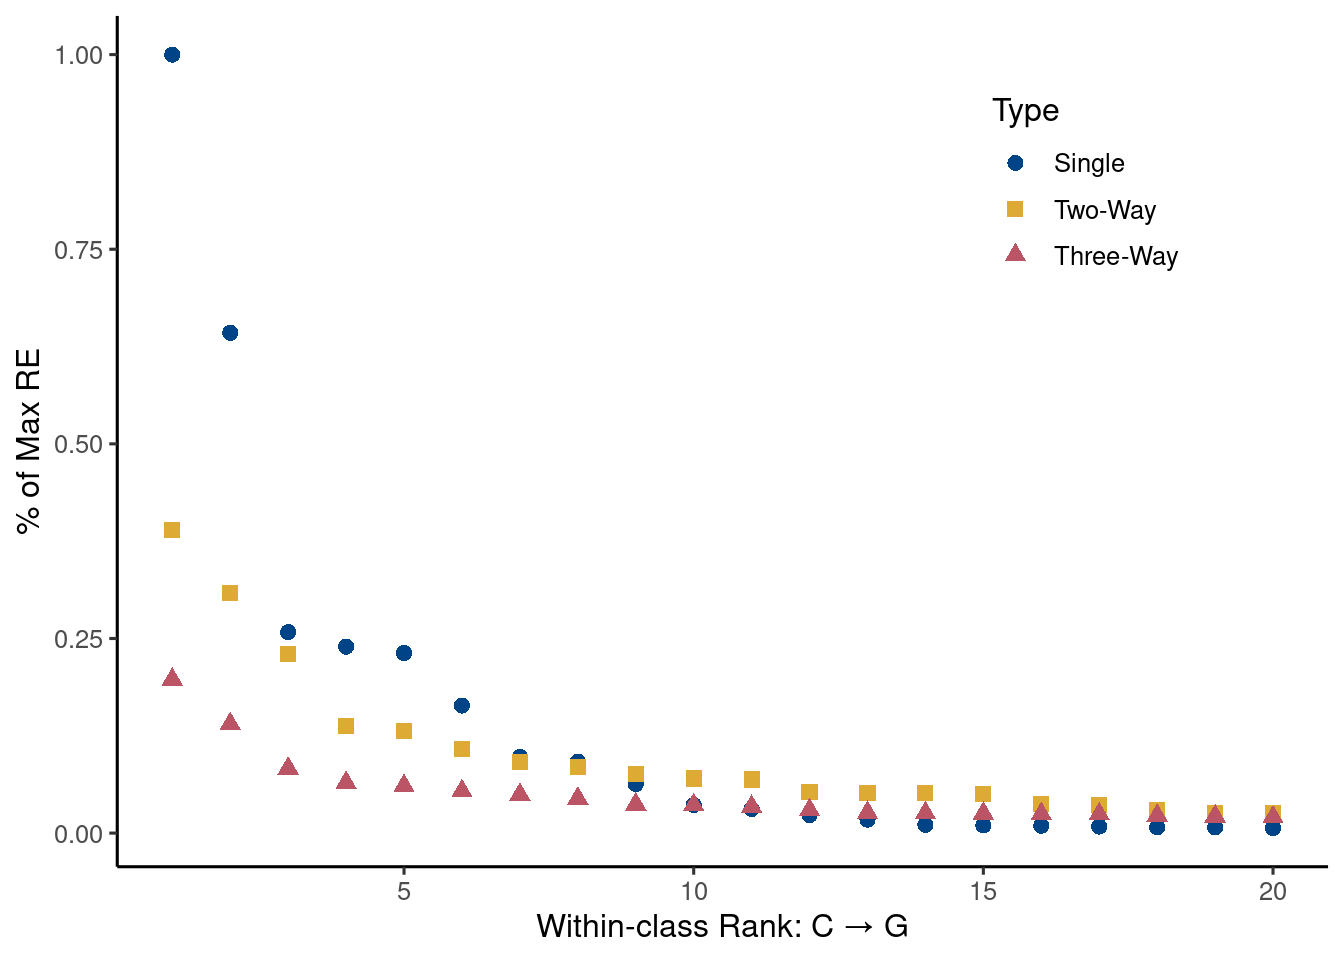 1.00
0.75
0.50
0.25
0.00
% of Max RE
Type
Single
Two-Way
Three-Way
5
10
15
20
Within-class Rank: C → G